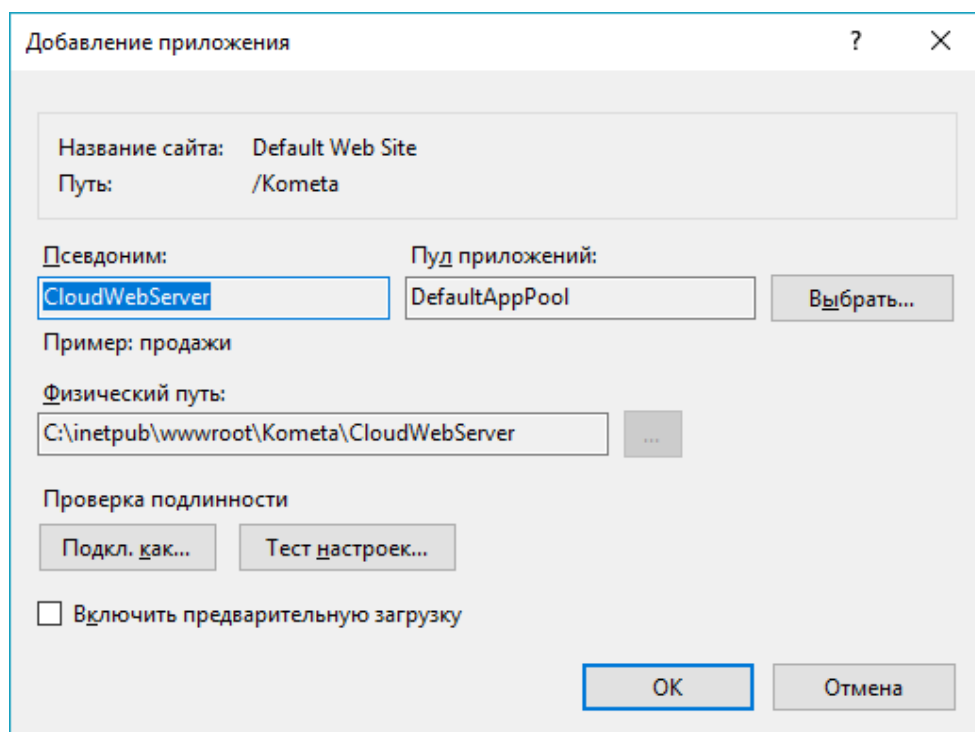 Добавление приложения ?
Название сайта: Default Web Site
Путь: /Kometa
Псевдоним: Пул приложений:
CloudWebServer DefaultAppPool Выбрать...
Пример: продажи
Физический путь:
C:\inetpub\wwwroot\Kometa\CloudWebServer ...
Проверка подлинности
Подкл. как... Тест настроек...
Включить предварительную загрузку
OK Отмена